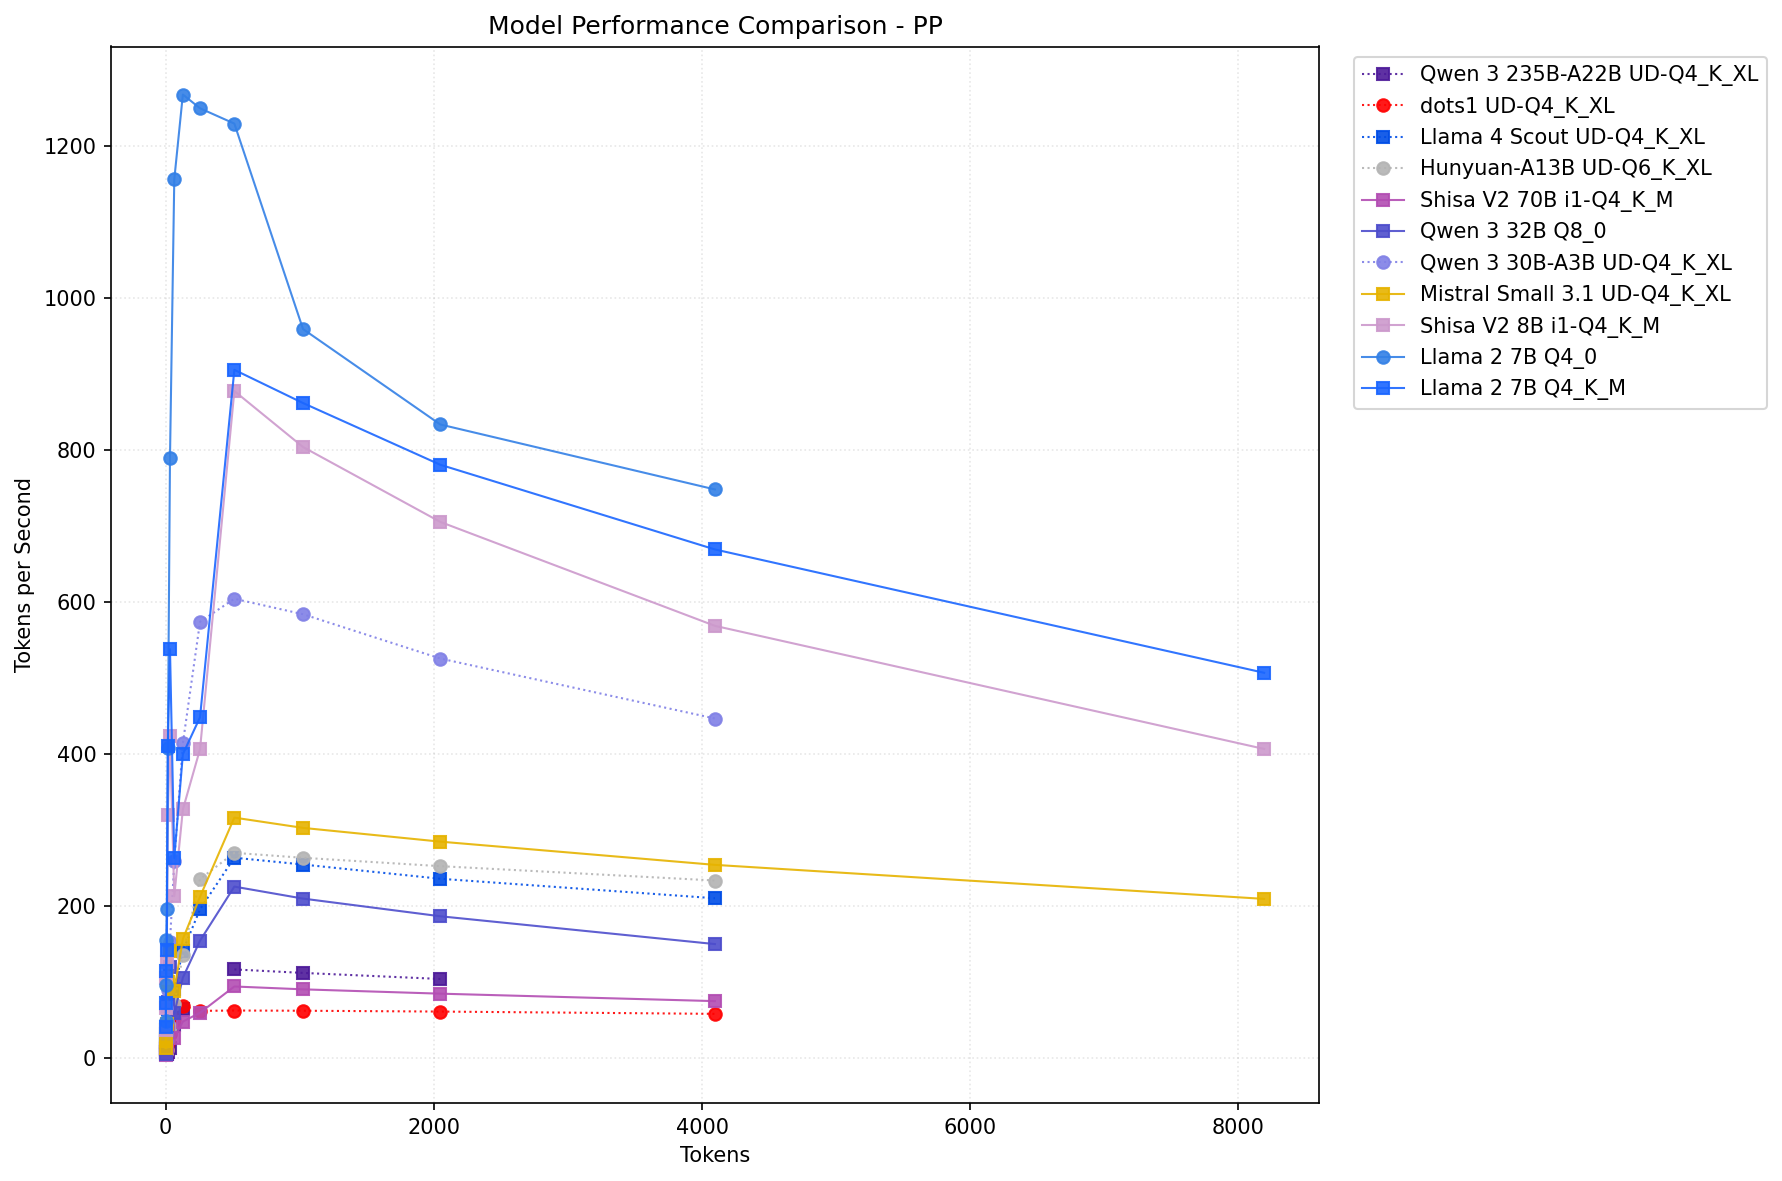 Model Performance Comparison - PP
Tokens per Second
1200
1000
800
600
400
200
0
0 2000 4000 6000 8000
Tokens
Qwen 3 235B-A22B UD-Q4_K_XL
dots1 UD-Q4_K_XL
Llama 4 Scout UD-Q4_K_XL
Hunyuan-A13B UD-Q6_K_XL
Shisa V2 70B i1-Q4_K_M
Qwen 3 32B Q8_0
Qwen 3 30B-A3B UD-Q4_K_XL
Mistral Small 3.1 UD-Q4_K_XL
Shisa V2 8B i1-Q4_K_M
Llama 2 7B Q4_0
Llama 2 7B Q4_K_M